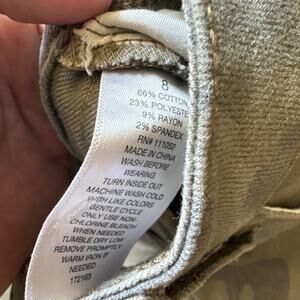 8
66% COTTON
23% POLYESTE
9% RAYON
2% SPANDEX
RN# 111052
MADE IN CHINA
WASH BEFORE
WEARING
TURN INSIDE OUT
MACHINE WASH COLD
WITH LIKE COLORS
GENTLE CYCLE
ONLY USE NON-
CHLORINE BLEACH
WHEN NEEDED
TUMBLE DRY LOW
REMOVE PROMPTLY
WARM IRON IF
NEEDED
172163